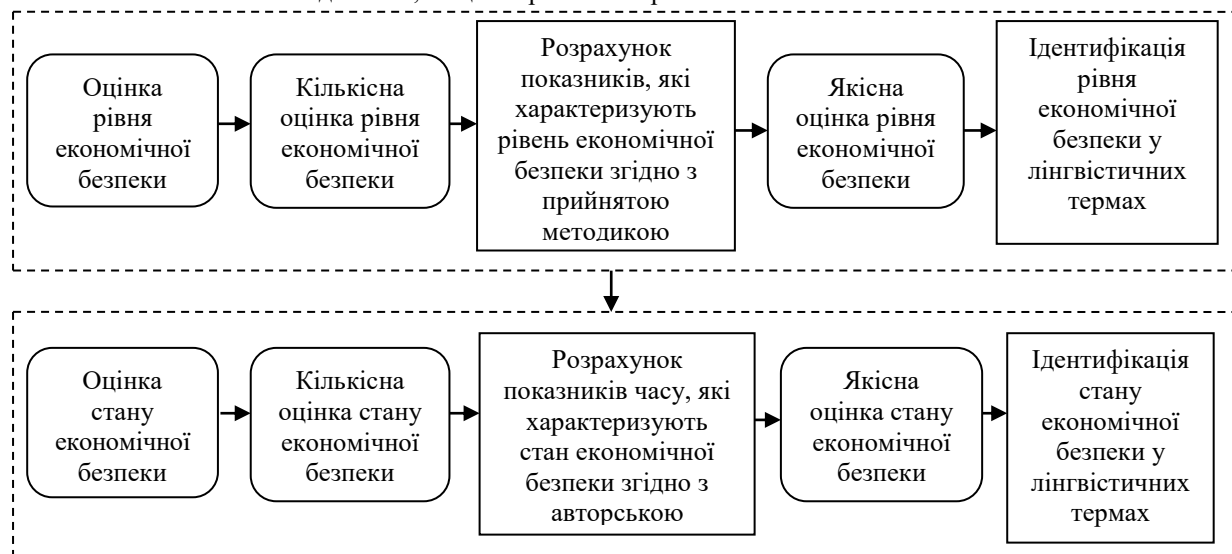 Оцінка
рівня
економічної
безпеки
Кількісна
оцінка рівня
економічної
безпеки
Розрахунок
показників, які
характеризують
рівень економічної
безпеки згідно з
прийнятою
методикою
Якісна
оцінка рівня
економічної
безпеки
Ідентифікація
рівня
економічної
безпеки у
лінгвістичних
термах
Оцінка
стану
економічної
безпеки
Кількісна
оцінка стану
економічної
безпеки
Розрахунок
показників часу, які
характеризують
стан економічної
безпеки згідно з
авторською
Якісна
оцінка стану
економічної
безпеки
Ідентифікація
стану
економічної
безпеки у
лінгвістичних
термах